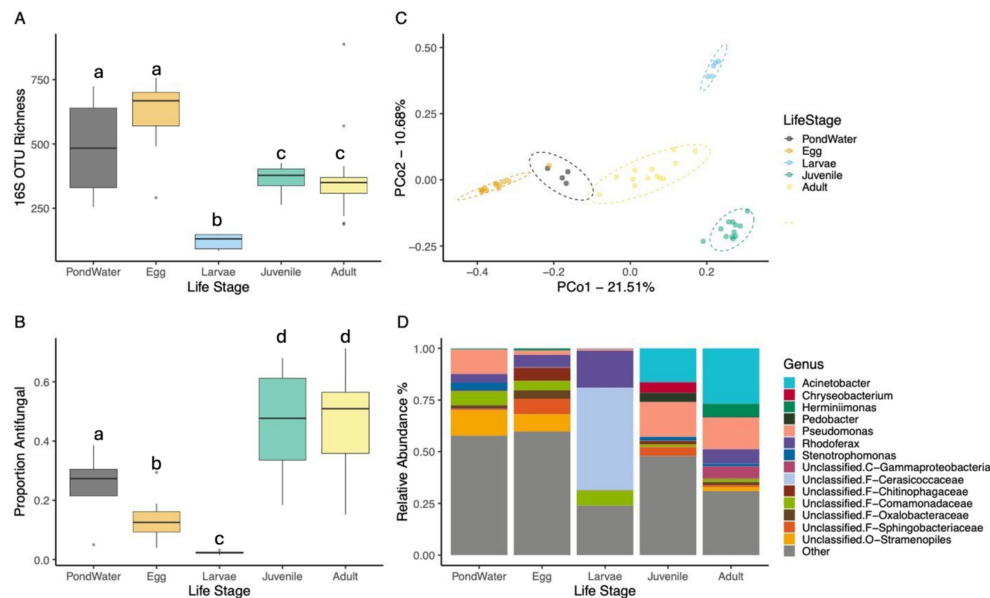 A
16S OTU Richness
750
500
250
a
a
b
c
c
PondWater
Egg
Larvae
Juvenile
Adult
Life Stage
C
PCo2 – 10.68%
0.50
0.25
0.00
−0.25
−0.4
−0.2
0.0
0.2
PCo1 – 21.51%
LifeStage
PondWater
Egg
Larvae
Juvenile
Adult
B
Proportion Antifungal
0.6
0.4
0.2
0.0
a
b
c
d
d
PondWater
Egg
Larvae
Juvenile
Adult
Life Stage
D
Relative Abundance %
1.00
0.75
0.50
0.25
0.00
PondWater
Egg
Larvae
Juvenile
Adult
Life Stage
Genus
Acinetobacter
Chryseobacterium
Herminiimonas
Pedobacter
Pseudomonas
Rhodoferax
Stenotrophomonas
Unclassified.C−Gammaproteobacteria
Unclassified.F−Cerasicoccaceae
Unclassified.F−Chitinophagaceae
Unclassified.F−Comamonadaceae
Unclassified.F−Oxalobacteraceae
Unclassified.F−Sphingobacteriaceae
Unclassified.O−Stramenopiles
Other